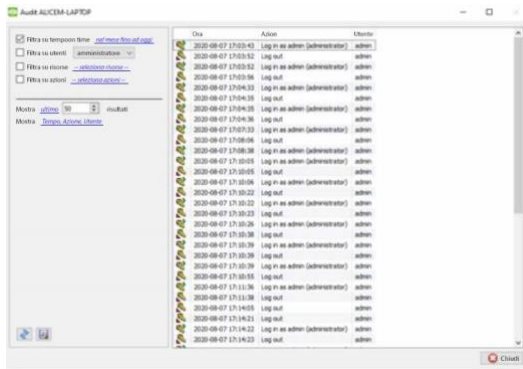 Audit ALICEM-LAPTOP
Filtra su tempoon time nel mese fino ad oggi
Filtra su utenti amministratore
Filtra su risorse -- seleziona risorse --
Filtra su azioni -- seleziona azioni --
Mostra ultimo 50 risultati
Mostra Tempo, Azione, Utente
Ora Azion Utente
2020-08-07 17:03:43 Log in as admin (administrator) admin
2020-08-07 17:03:52 Log out admin
2020-08-07 17:03:52 Log in as admin (administrator) admin
2020-08-07 17:03:56 Log out admin
2020-08-07 17:04:33 Log in as admin (administrator) admin
2020-08-07 17:04:35 Log out admin
2020-08-07 17:04:35 Log in as admin (administrator) admin
2020-08-07 17:04:36 Log out admin
2020-08-07 17:07:33 Log in as admin (administrator) admin
2020-08-07 17:08:06 Log out admin
2020-08-07 17:08:38 Log in as admin (administrator) admin
2020-08-07 17:10:05 Log in as admin (administrator) admin
2020-08-07 17:10:05 Log out admin
2020-08-07 17:10:06 Log in as admin (administrator) admin
2020-08-07 17:10:22 Log out admin
2020-08-07 17:10:22 Log in as admin (administrator) admin
2020-08-07 17:10:23 Log out admin
2020-08-07 17:10:26 Log in as admin (administrator) admin
2020-08-07 17:10:38 Log out admin
2020-08-07 17:10:39 Log in as admin (administrator) admin
2020-08-07 17:10:39 Log out admin
2020-08-07 17:10:39 Log in as admin (administrator) admin
2020-08-07 17:10:55 Log out admin
2020-08-07 17:11:36 Log in as admin (administrator) admin
2020-08-07 17:11:38 Log out admin
2020-08-07 17:14:05 Log out admin
2020-08-07 17:14:21 Log out admin
2020-08-07 17:14:22 Log in as admin (administrator) admin
2020-08-07 17:14:23 Log out admin
Chiudi